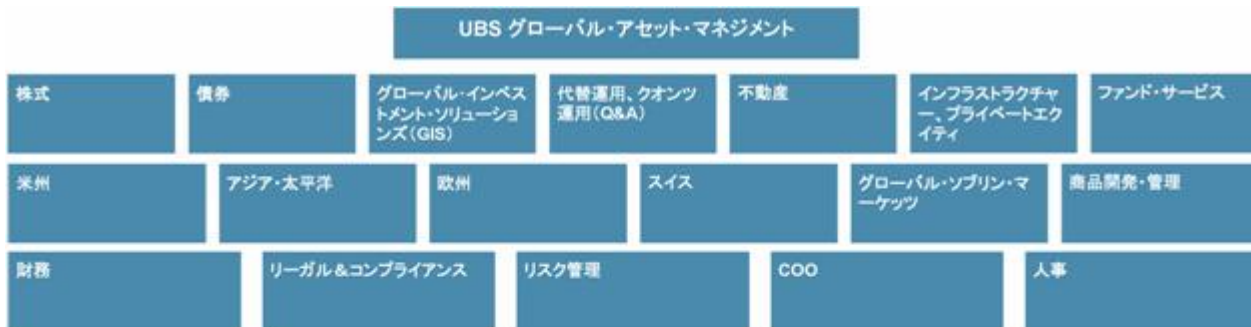 UBS グローバル・アセット・マネジメント
株式
債券
グローバル・インベス
トメント・ソリューショ
ンズ(GIS)
代替運用、クオンツ
運用(Q&A)
不動産
インフラストラクチャ
ー、プライベートエク
イティ
ファンド・サービス
米州
アジア・太平洋
欧州
スイス
グローバル・ソブリン・マ
ーケッツ
商品開発・管理
財務
リーガル&コンプライアンス
リスク管理
COO
人事